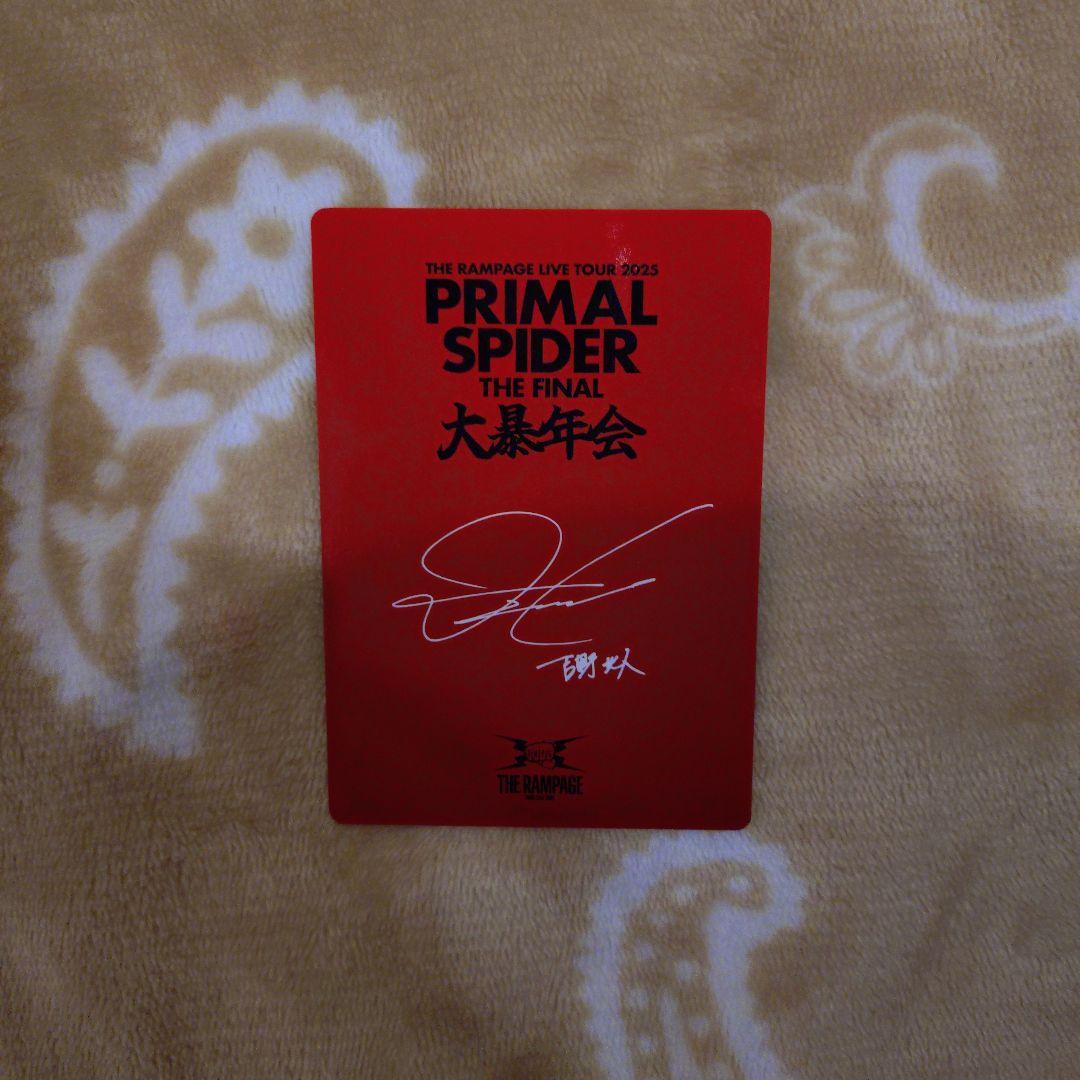 THE RAMPAGE LIVE TOUR 2025
PRIMAL
SPIDER
THE FINAL
大暴年会
吉野北人
THE RAMPAGE